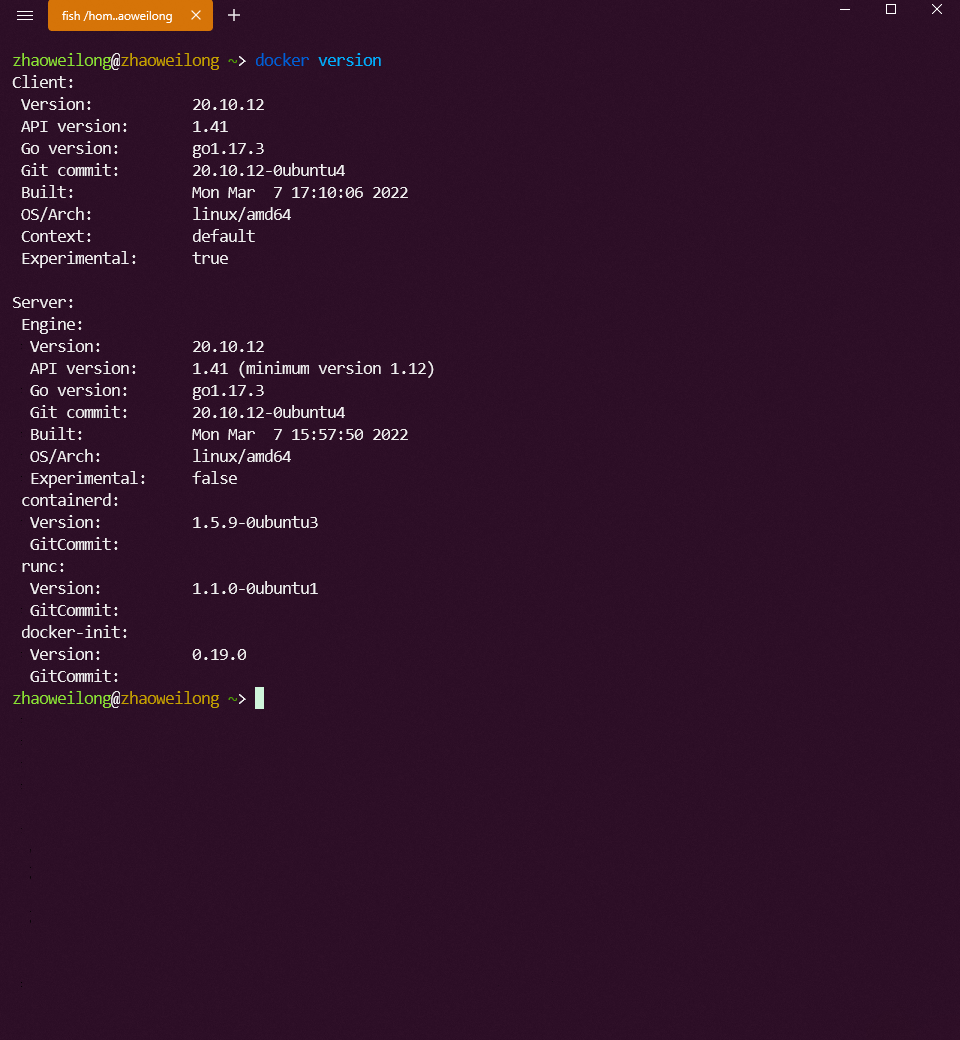 fish /hom..aoweilong
zhaoweilong@zhaoweilong ~> docker version
Client:
 Version:           20.10.12
 API version:       1.41
 Go version:        go1.17.3
 Git commit:        20.10.12-0ubuntu4
 Built:             Mon Mar  7 17:10:06 2022
 OS/Arch:           linux/amd64
 Context:           default
 Experimental:      true

Server:
 Engine:
  Version:          20.10.12
  API version:      1.41 (minimum version 1.12)
  Go version:       go1.17.3
  Git commit:       20.10.12-0ubuntu4
  Built:            Mon Mar  7 15:57:50 2022
  OS/Arch:          linux/amd64
  Experimental:     false
 containerd:
  Version:          1.5.9-0ubuntu3
  GitCommit:
 runc:
  Version:          1.1.0-0ubuntu1
  GitCommit:
 docker-init:
  Version:          0.19.0
  GitCommit:
zhaoweilong@zhaoweilong ~>